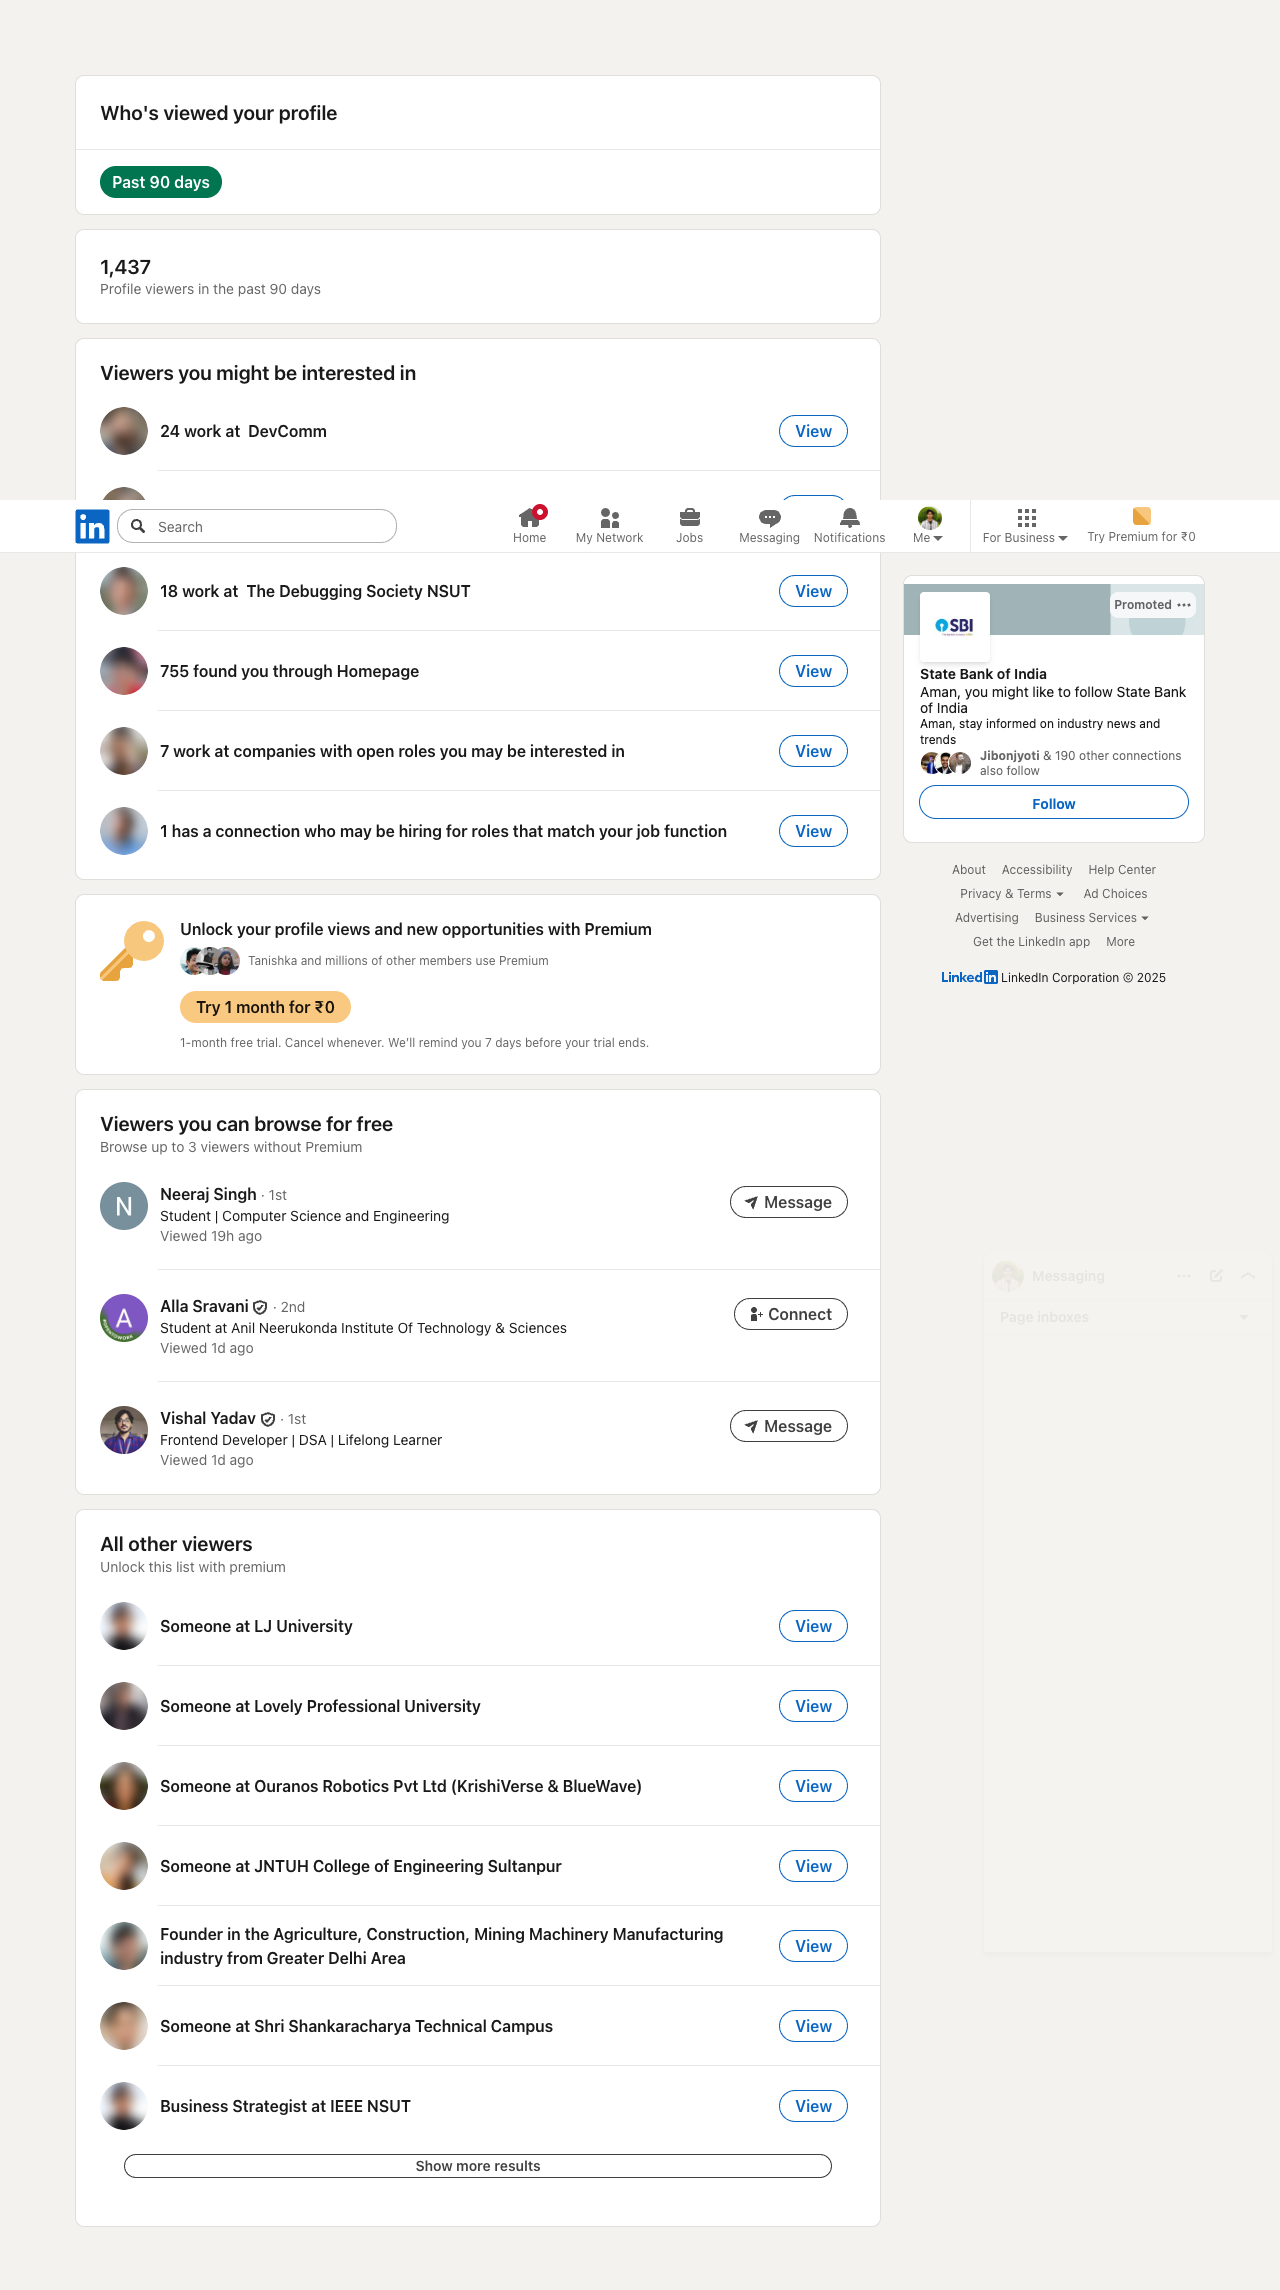 Who's viewed your profile
Past 90 days
1,437
Profile viewers in the past 90 days
Viewers you might be interested in
24 work at DevComm
View
in
Search
Home
My Network
Jobs
Messaging
Notifications
Me
For Business
Try Premium for ₹0
18 work at The Debugging Society NSUT
View
755 found you through Homepage
View
7 work at companies with open roles you may be interested in
View
1 has a connection who may be hiring for roles that match your job function
View
Promoted
SBI
State Bank of India
Aman, you might like to follow State Bank
of India
Aman, stay informed on industry news and
trends
Jibonjyoti & 190 other connections
also follow
Follow
About Accessibility Help Center
Privacy & Terms Ad Choices
Advertising Business Services
Get the LinkedIn app More
LinkedIn LinkedIn Corporation © 2025
Unlock your profile views and new opportunities with Premium
Tanishka and millions of other members use Premium
Try 1 month for ₹0
1-month free trial. Cancel whenever. We'll remind you 7 days before your trial ends.
Viewers you can browse for free
Browse up to 3 viewers without Premium
N
Neeraj Singh · 1st
Student | Computer Science and Engineering
Viewed 19h ago
Message
A
Alla Sravani · 2nd
Student at Anil Neerukonda Institute Of Technology & Sciences
Viewed 1d ago
Connect
Vishal Yadav · 1st
Frontend Developer | DSA | Lifelong Learner
Viewed 1d ago
Message
Messaging
Page inboxes
All other viewers
Unlock this list with premium
Someone at LJ University
View
Someone at Lovely Professional University
View
Someone at Ouranos Robotics Pvt Ltd (KrishiVerse & BlueWave)
View
Someone at JNTUH College of Engineering Sultanpur
View
Founder in the Agriculture, Construction, Mining Machinery Manufacturing
industry from Greater Delhi Area
View
Someone at Shri Shankaracharya Technical Campus
View
Business Strategist at IEEE NSUT
View
Show more results